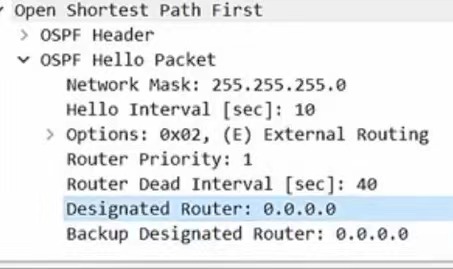 Open Shortest Path First
OSPF Header
OSPF Hello Packet
Network Mask: 255.255.255.0
Hello Interval [sec]: 10
Options: 0x02, (E) External Routing
Router Priority: 1
Router Dead Interval [sec]: 40
Designated Router: 0.0.0.0
Backup Designated Router: 0.0.0.0